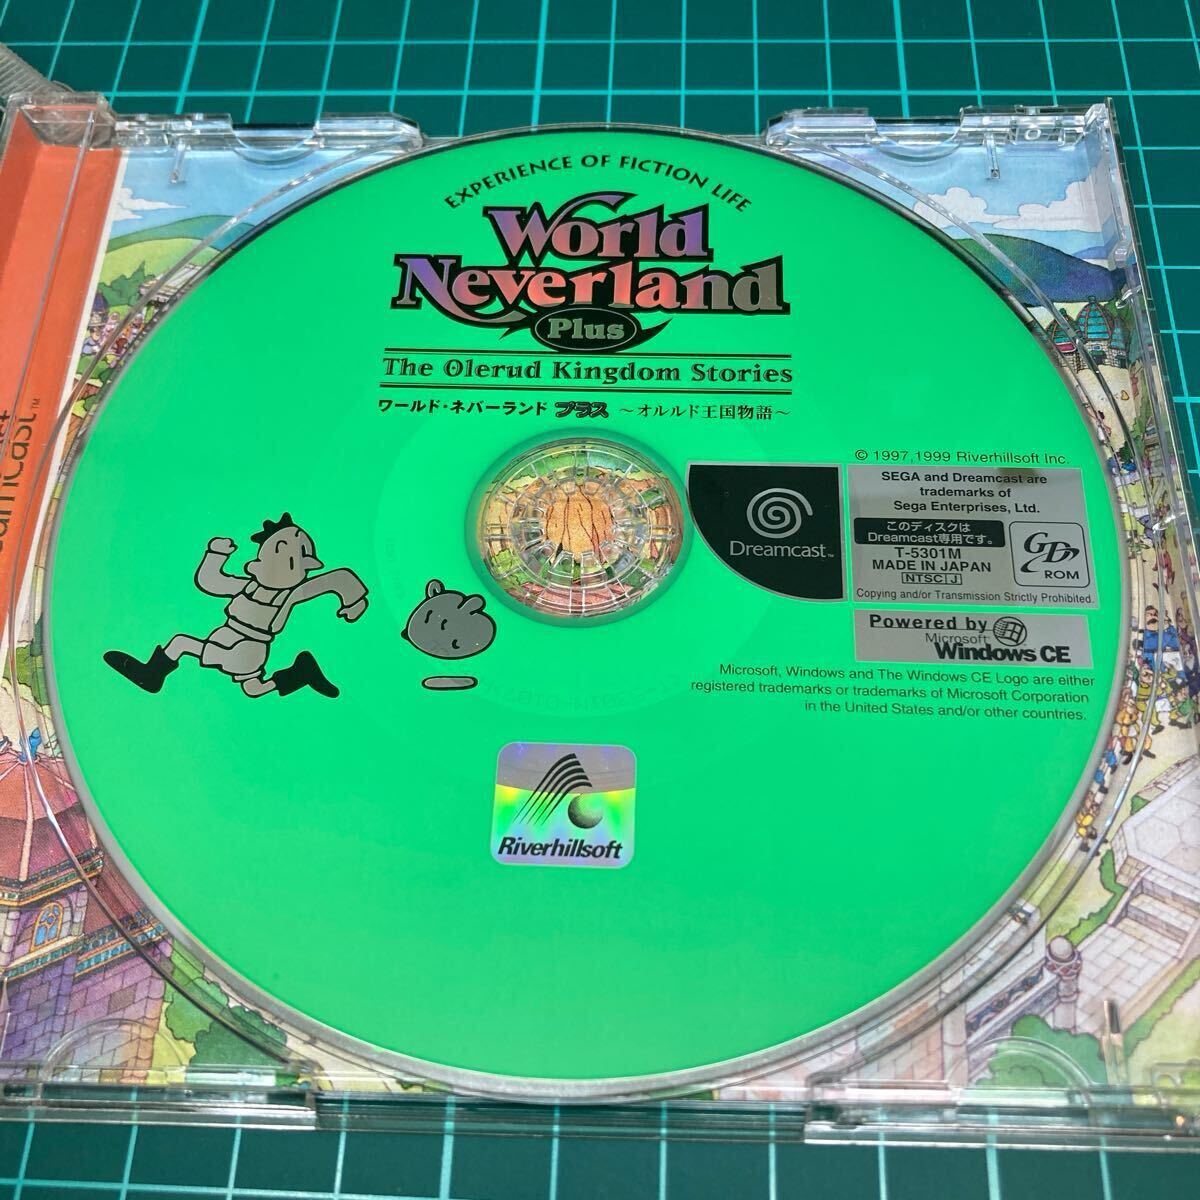 EXPERIENCE OF FICTION LIFE
World
Neverland
Plus
The Olerud Kingdom Stories
ワールド・ネバーランド プラス ～オルルド王国物語～
© 1997,1999 Riverhillsoft Inc.
SEGA and Dreamcast are
trademarks of
Sega Enterprises, Ltd.
このディスクは
Dreamcast専用です。
T-5301M
MADE IN JAPAN
NTSC J
GD
ROM
Copying and/or Transmission Strictly Prohibited.
Dreamcast™
Powered by
Microsoft®
Windows CE
Microsoft, Windows and The Windows CE Logo are either
registered trademarks or trademarks of Microsoft Corporation
in the United States and/or other countries.
Riverhillsoft